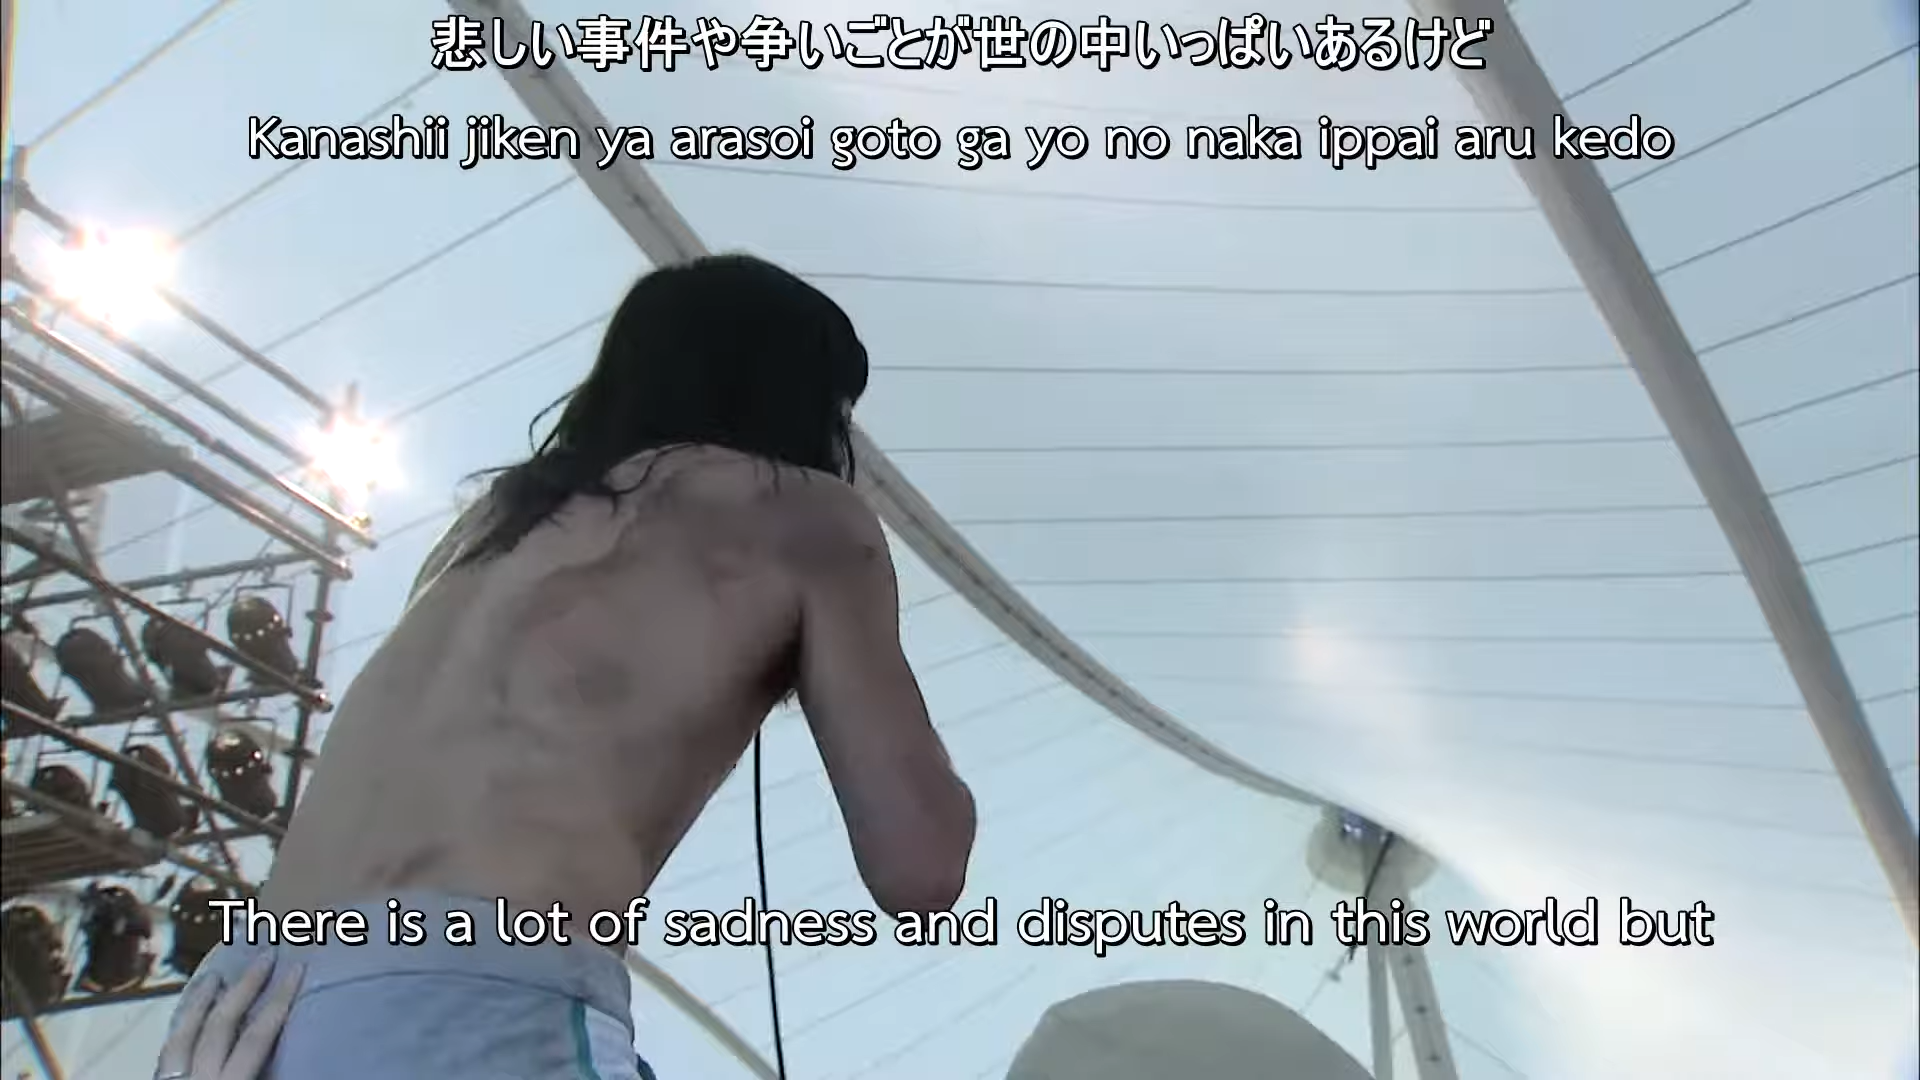 悲しい事件や争いごとが世の中いっぱいあるけど
Kanashii jiken ya arasoi goto ga yo no naka ippai aru kedo
There is a lot of sadness and disputes in this world but